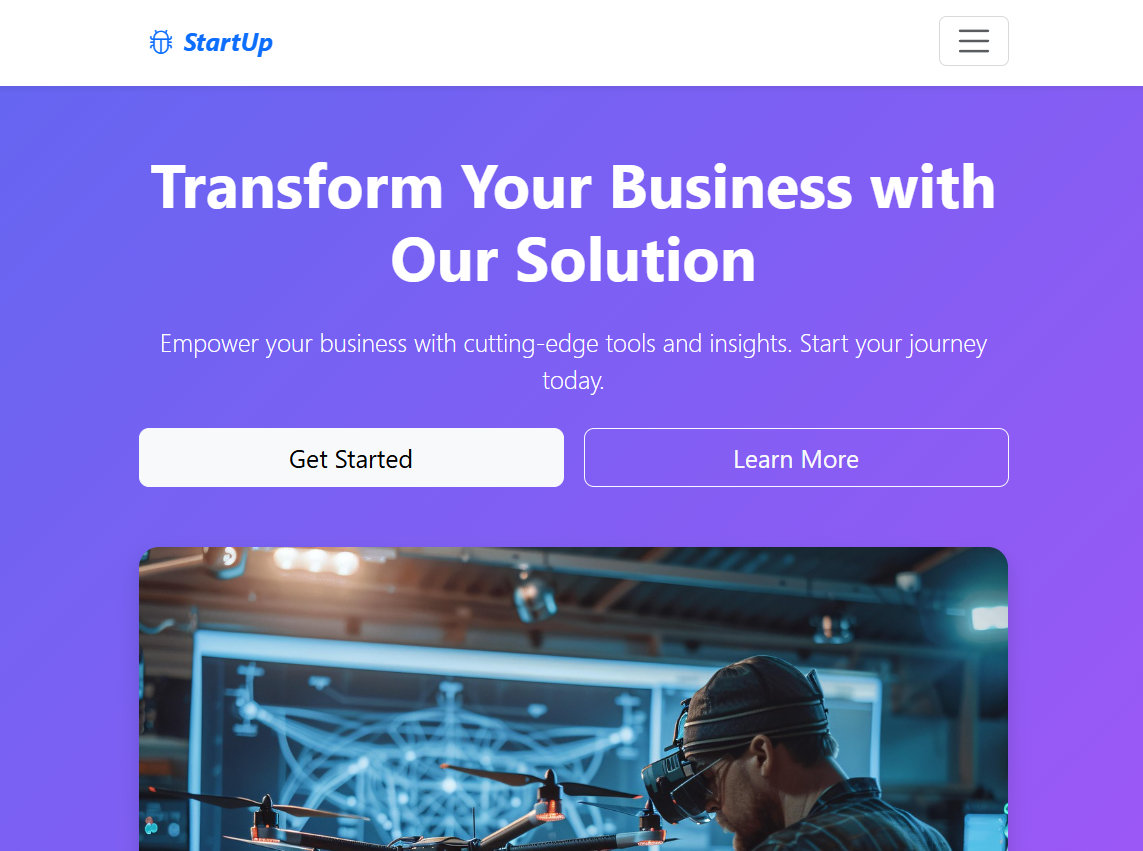 StartUp
Transform Your Business with
Our Solution
Empower your business with cutting-edge tools and insights. Start your journey
today.
Get Started
Learn More